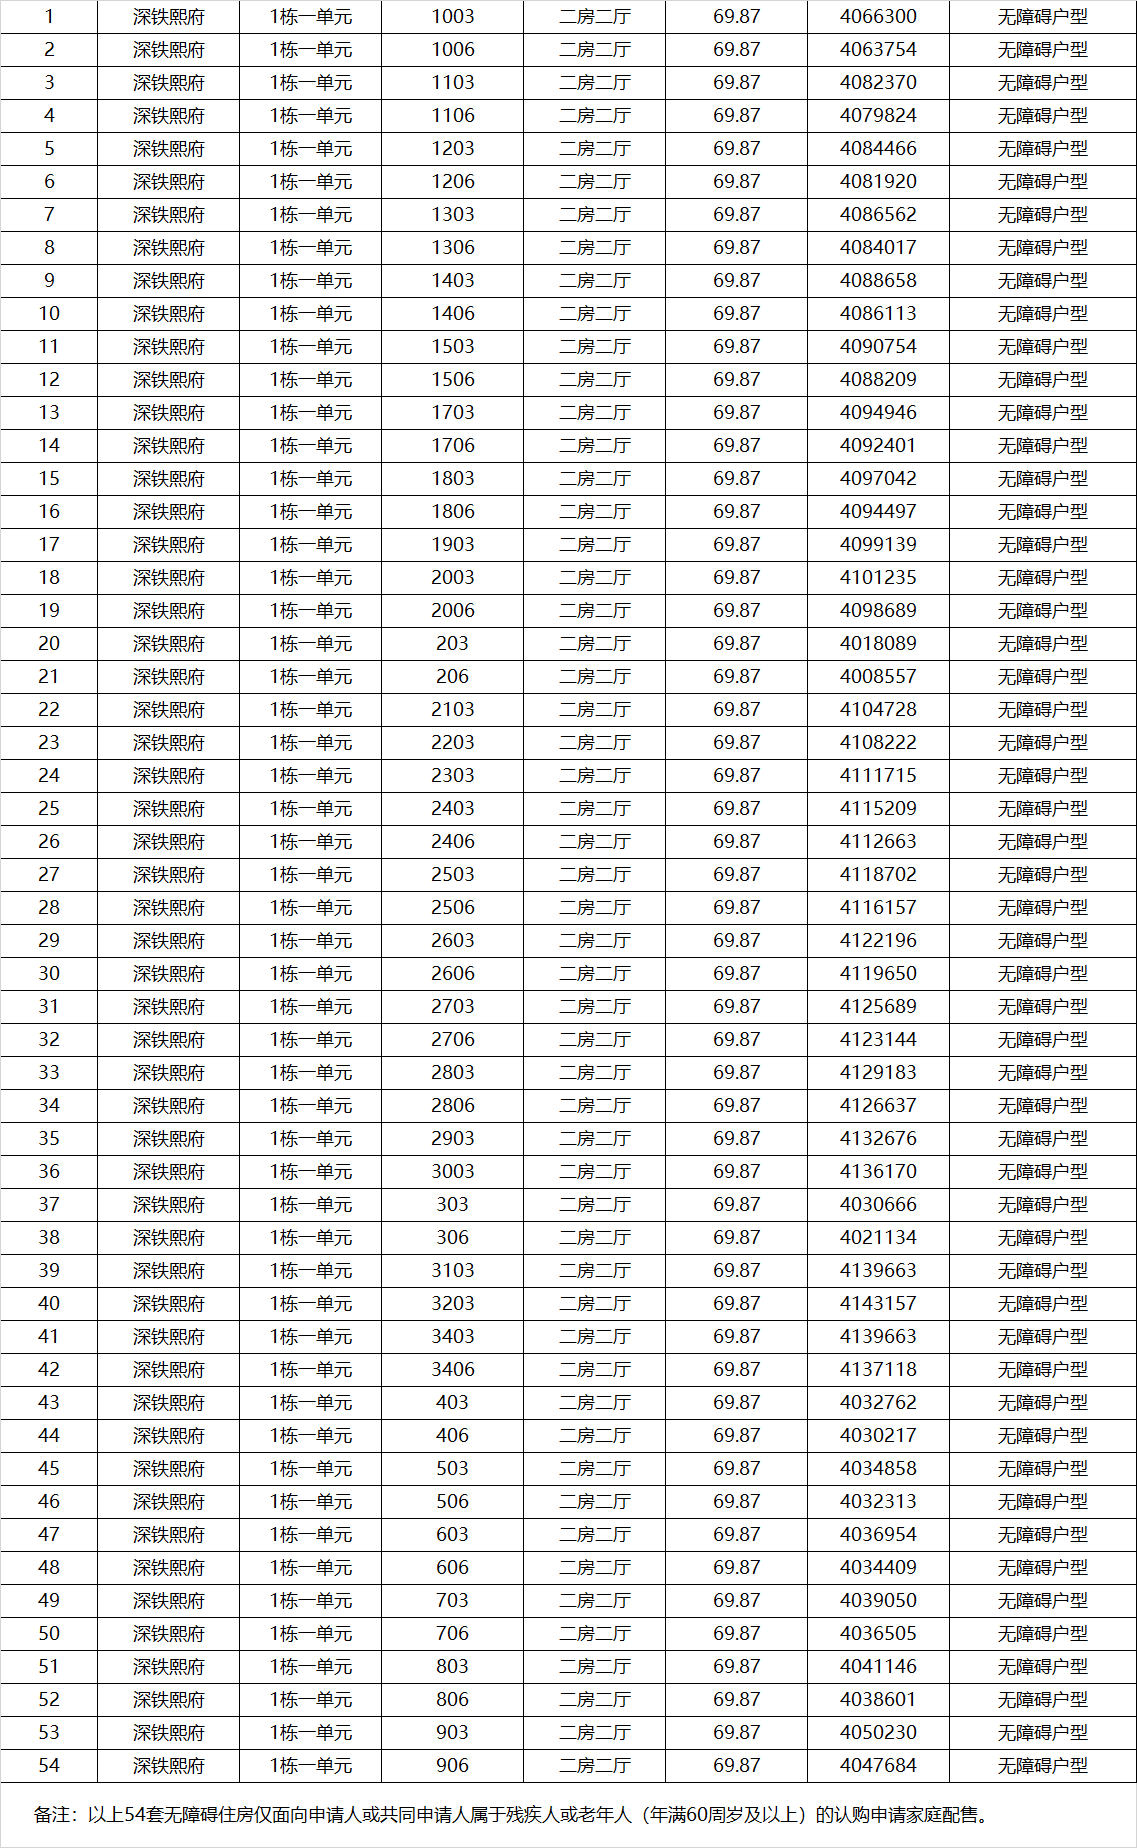 1 深铁熙府 1栋一单元 1003 二房二厅 69.87 4066300 无障碍户型
2 深铁熙府 1栋一单元 1006 二房二厅 69.87 4063754 无障碍户型
3 深铁熙府 1栋一单元 1103 二房二厅 69.87 4082370 无障碍户型
4 深铁熙府 1栋一单元 1106 二房二厅 69.87 4079824 无障碍户型
5 深铁熙府 1栋一单元 1203 二房二厅 69.87 4084466 无障碍户型
6 深铁熙府 1栋一单元 1206 二房二厅 69.87 4081920 无障碍户型
7 深铁熙府 1栋一单元 1303 二房二厅 69.87 4086562 无障碍户型
8 深铁熙府 1栋一单元 1306 二房二厅 69.87 4084017 无障碍户型
9 深铁熙府 1栋一单元 1403 二房二厅 69.87 4088658 无障碍户型
10 深铁熙府 1栋一单元 1406 二房二厅 69.87 4086113 无障碍户型
11 深铁熙府 1栋一单元 1503 二房二厅 69.87 4090754 无障碍户型
12 深铁熙府 1栋一单元 1506 二房二厅 69.87 4088209 无障碍户型
13 深铁熙府 1栋一单元 1703 二房二厅 69.87 4094946 无障碍户型
14 深铁熙府 1栋一单元 1706 二房二厅 69.87 4092401 无障碍户型
15 深铁熙府 1栋一单元 1803 二房二厅 69.87 4097042 无障碍户型
16 深铁熙府 1栋一单元 1806 二房二厅 69.87 4094497 无障碍户型
17 深铁熙府 1栋一单元 1903 二房二厅 69.87 4099139 无障碍户型
18 深铁熙府 1栋一单元 2003 二房二厅 69.87 4101235 无障碍户型
19 深铁熙府 1栋一单元 2006 二房二厅 69.87 4098689 无障碍户型
20 深铁熙府 1栋一单元 203 二房二厅 69.87 4018089 无障碍户型
21 深铁熙府 1栋一单元 206 二房二厅 69.87 4008557 无障碍户型
22 深铁熙府 1栋一单元 2103 二房二厅 69.87 4104728 无障碍户型
23 深铁熙府 1栋一单元 2203 二房二厅 69.87 4108222 无障碍户型
24 深铁熙府 1栋一单元 2303 二房二厅 69.87 4111715 无障碍户型
25 深铁熙府 1栋一单元 2403 二房二厅 69.87 4115209 无障碍户型
26 深铁熙府 1栋一单元 2406 二房二厅 69.87 4112663 无障碍户型
27 深铁熙府 1栋一单元 2503 二房二厅 69.87 4118702 无障碍户型
28 深铁熙府 1栋一单元 2506 二房二厅 69.87 4116157 无障碍户型
29 深铁熙府 1栋一单元 2603 二房二厅 69.87 4122196 无障碍户型
30 深铁熙府 1栋一单元 2606 二房二厅 69.87 4119650 无障碍户型
31 深铁熙府 1栋一单元 2703 二房二厅 69.87 4125689 无障碍户型
32 深铁熙府 1栋一单元 2706 二房二厅 69.87 4123144 无障碍户型
33 深铁熙府 1栋一单元 2803 二房二厅 69.87 4129183 无障碍户型
34 深铁熙府 1栋一单元 2806 二房二厅 69.87 4126637 无障碍户型
35 深铁熙府 1栋一单元 2903 二房二厅 69.87 4132676 无障碍户型
36 深铁熙府 1栋一单元 3003 二房二厅 69.87 4136170 无障碍户型
37 深铁熙府 1栋一单元 303 二房二厅 69.87 4030666 无障碍户型
38 深铁熙府 1栋一单元 306 二房二厅 69.87 4021134 无障碍户型
39 深铁熙府 1栋一单元 3103 二房二厅 69.87 4139663 无障碍户型
40 深铁熙府 1栋一单元 3203 二房二厅 69.87 4143157 无障碍户型
41 深铁熙府 1栋一单元 3403 二房二厅 69.87 4139663 无障碍户型
42 深铁熙府 1栋一单元 3406 二房二厅 69.87 4137118 无障碍户型
43 深铁熙府 1栋一单元 403 二房二厅 69.87 4032762 无障碍户型
44 深铁熙府 1栋一单元 406 二房二厅 69.87 4030217 无障碍户型
45 深铁熙府 1栋一单元 503 二房二厅 69.87 4034858 无障碍户型
46 深铁熙府 1栋一单元 506 二房二厅 69.87 4032313 无障碍户型
47 深铁熙府 1栋一单元 603 二房二厅 69.87 4036954 无障碍户型
48 深铁熙府 1栋一单元 606 二房二厅 69.87 4034409 无障碍户型
49 深铁熙府 1栋一单元 703 二房二厅 69.87 4039050 无障碍户型
50 深铁熙府 1栋一单元 706 二房二厅 69.87 4036505 无障碍户型
51 深铁熙府 1栋一单元 803 二房二厅 69.87 4041146 无障碍户型
52 深铁熙府 1栋一单元 806 二房二厅 69.87 4038601 无障碍户型
53 深铁熙府 1栋一单元 903 二房二厅 69.87 4050230 无障碍户型
54 深铁熙府 1栋一单元 906 二房二厅 69.87 4047684 无障碍户型
备注：以上54套无障碍住房仅面向申请人或共同申请人属于残疾人或老年人（年满60周岁及以上）的认购申请家庭配售。